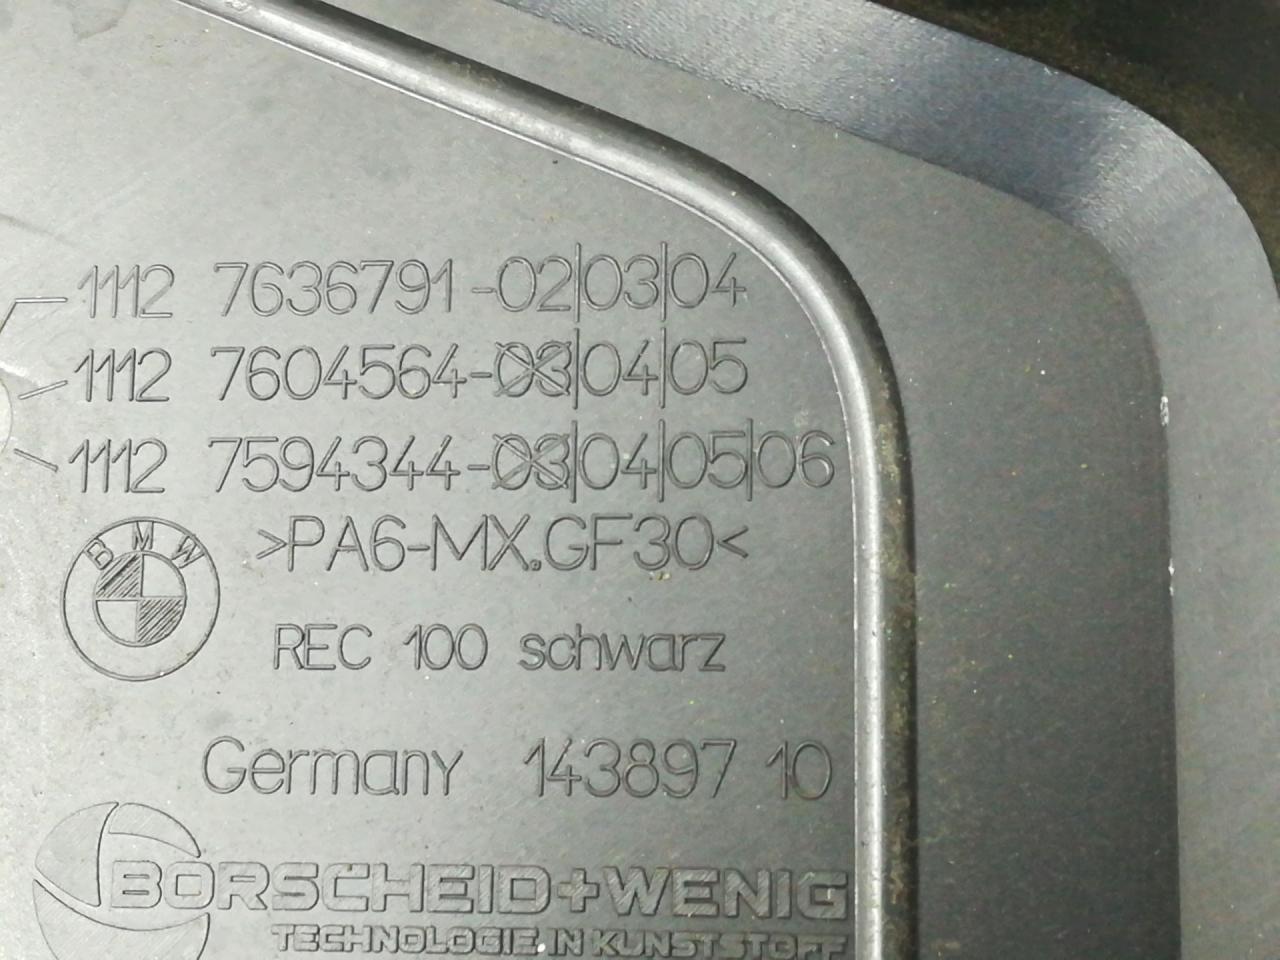 1112 7636791-02|03|04
1112 7604564-03|04|05
1112 7594344-03|04|05|06
BMW
>PA6-MX.GF30<
REC 100 schwarz
Germany 143897 10
BORSCHEID+WENIG
TECHNOLOGIE IN KUNSTSTOFF